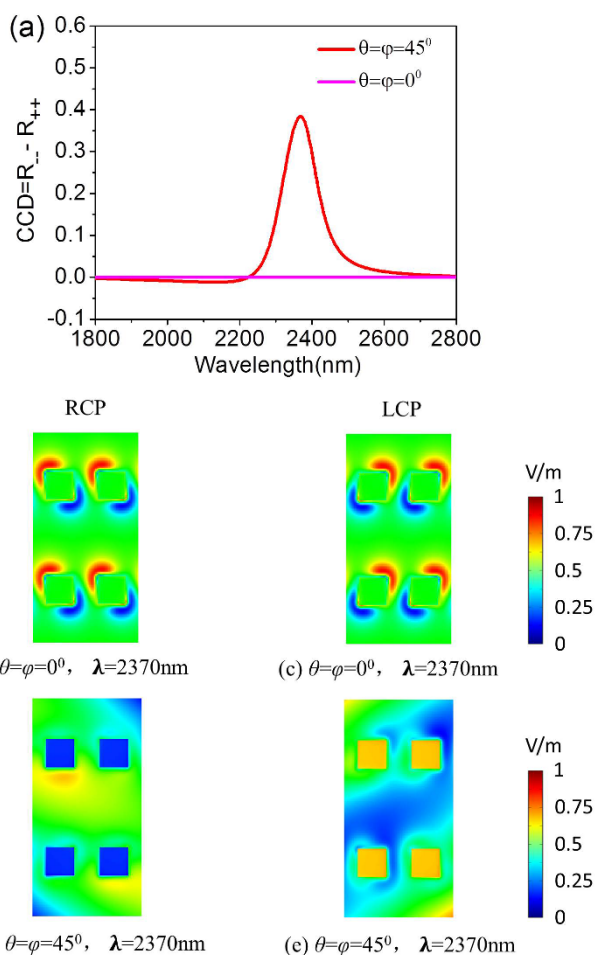 (a)
0.6
0.5
0.4
0.3
0.2
0.1
0.0
-0.1
CCD=R-- - R++
θ=φ=45⁰
θ=φ=0⁰
1800 2000 2200 2400 2600 2800
Wavelength(nm)
RCP LCP
V/m
1
0.75
0.5
0.25
0
θ=φ=0⁰, λ=2370nm (c) θ=φ=0⁰, λ=2370nm
V/m
1
0.75
0.5
0.25
0
θ=φ=45⁰, λ=2370nm (e) θ=φ=45⁰, λ=2370nm